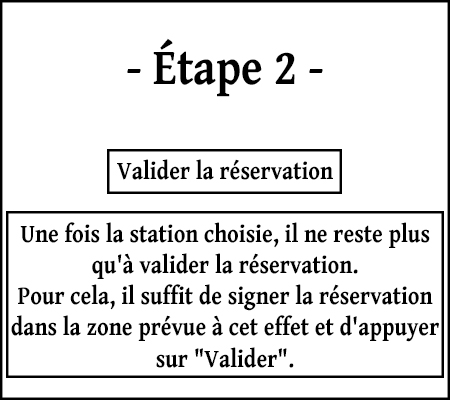 - Étape 2 -
Valider la réservation
Une fois la station choisie, il ne reste plus
qu'à valider la réservation.
Pour cela, il suffit de signer la réservation
dans la zone prévue à cet effet et d'appuyer
sur "Valider".